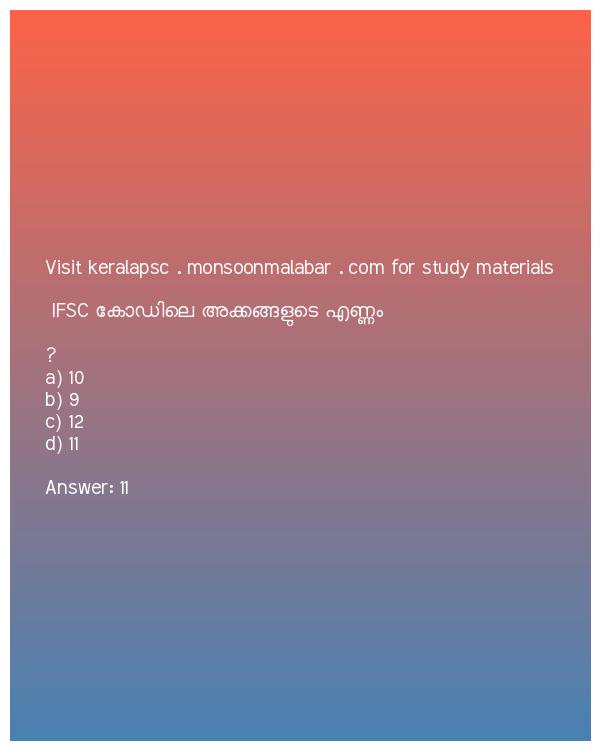 Visit keralapsc . monsoonmalabar . com for study materials
IFSC കോഡിലെ അക്കങ്ങളുടെ എണ്ണം
?
a) 10
b) 9
c) 12
d) 11
Answer: 11